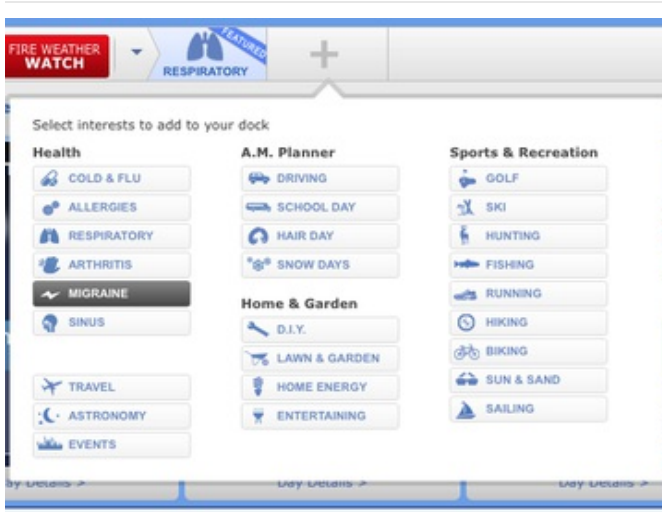 FIRE WEATHER
WATCH
FEATURED
RESPIRATORY
Select interests to add to your dock
Health
COLD & FLU
ALLERGIES
RESPIRATORY
ARTHRITIS
MIGRAINE
SINUS
TRAVEL
ASTRONOMY
EVENTS
A.M. Planner
DRIVING
SCHOOL DAY
HAIR DAY
SNOW DAYS
Home & Garden
D.I.Y.
LAWN & GARDEN
HOME ENERGY
ENTERTAINING
Sports & Recreation
GOLF
SKI
HUNTING
FISHING
RUNNING
HIKING
BIKING
SUN & SAND
SAILING
ay Details >
Day Details >
Day Details >